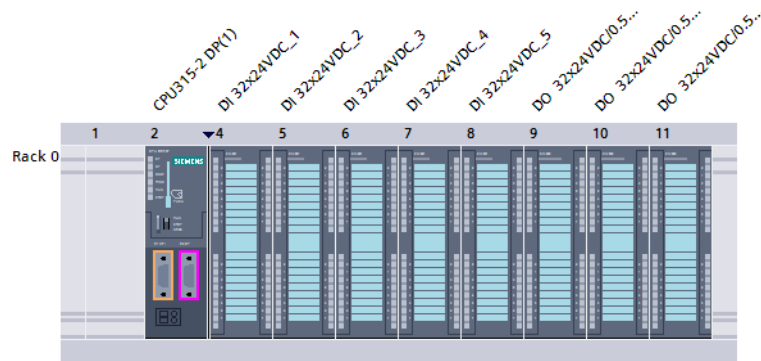 CPU315-2 DP(1)
DI 32x24VDC_1
DI 32x24VDC_2
DI 32x24VDC_3
DI 32x24VDC_4
DI 32x24VDC_5
DO 32x24VDC/0.5...
DO 32x24VDC/0.5...
DO 32x24VDC/0.5...
1 2 4 5 6 7 8 9 10 11
Rack 0
SIEMENS